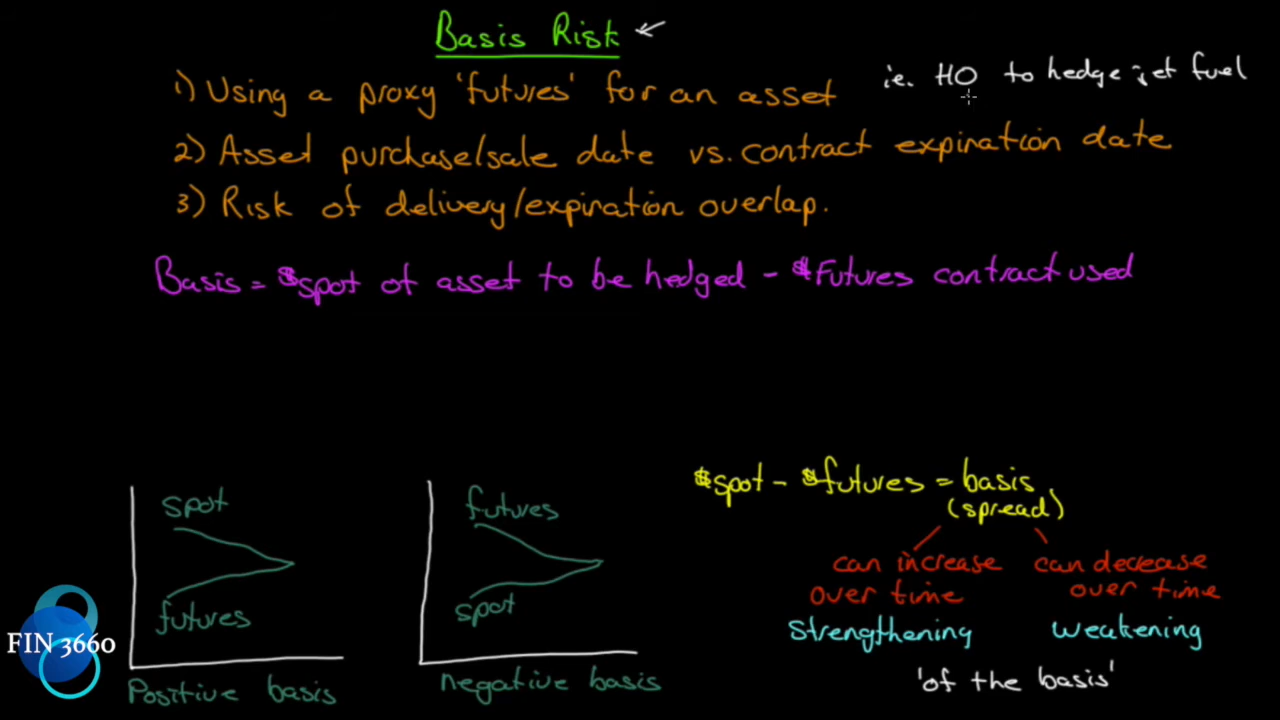 Basis Risk
ie. HO to hedge jet fuel
1) Using a proxy 'futures' for an asset
2) Asset purchase/sale date vs. contract expiration date
3) Risk of delivery/expiration overlap.
Basis = $spot of asset to be hedged - $Futures contract used
$spot - $futures = basis
(spread)
can increase over time
strengthening
can decrease over time
weakening
'of the basis'
spot
futures
Positive basis
futures
spot
negative basis
FIN 3660